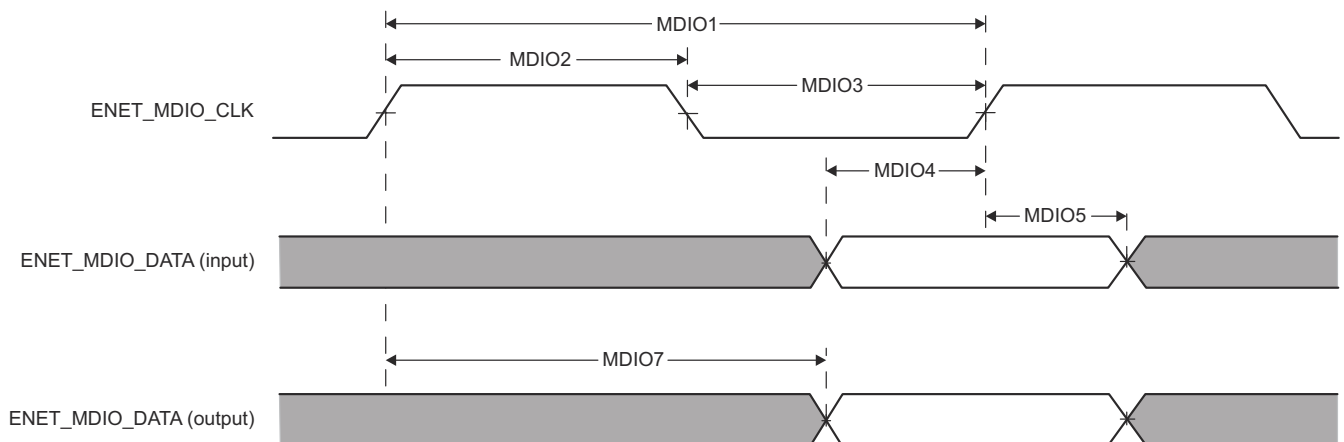 MDIO1
MDIO2
MDIO3
ENET_MDIO_CLK
MDIO4
MDIO5
ENET_MDIO_DATA (input)
MDIO7
ENET_MDIO_DATA (output)